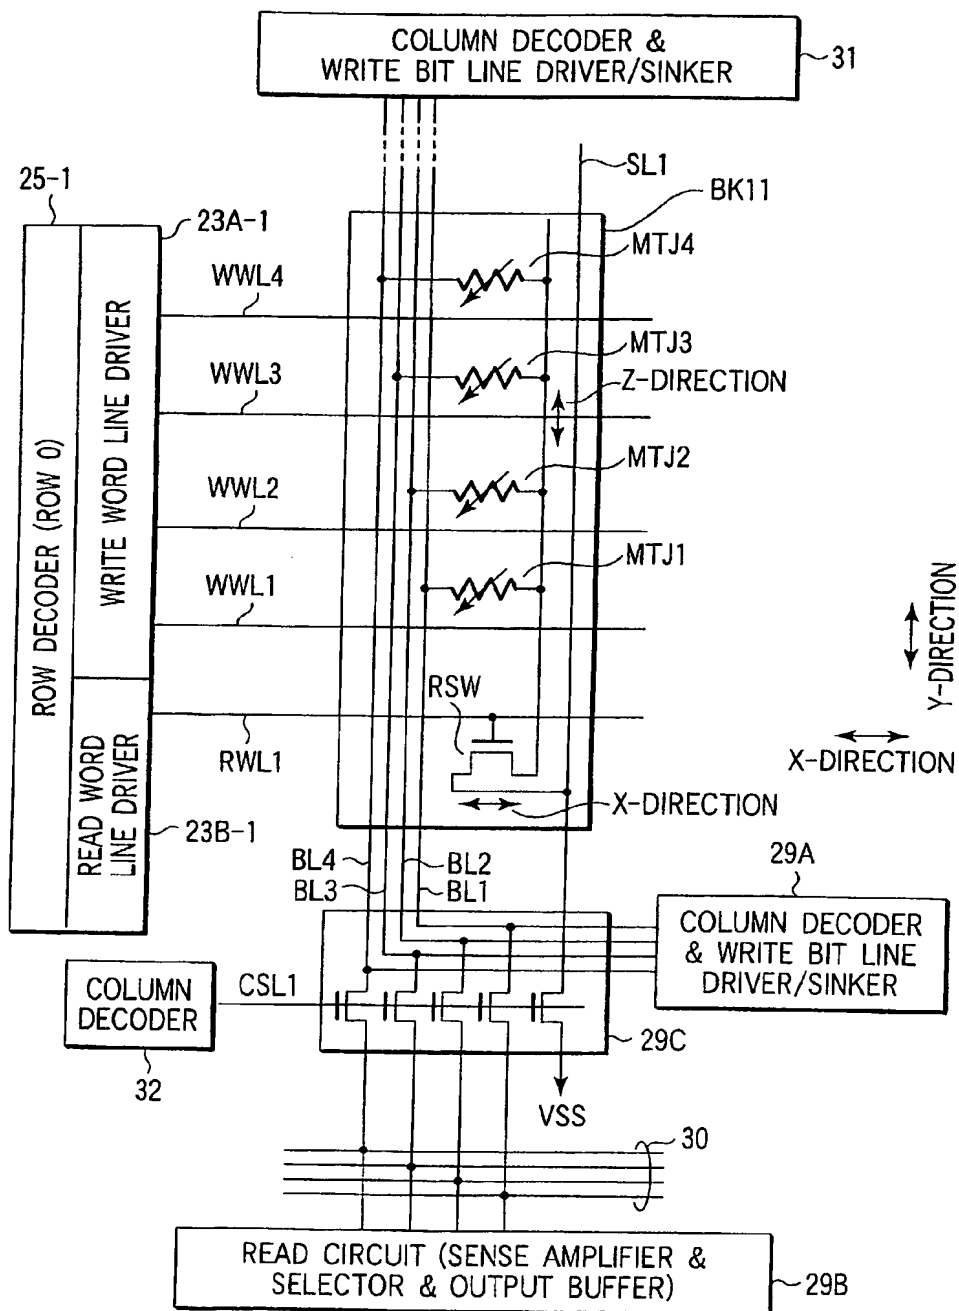 COLUMN DECODER &
WRITE BIT LINE DRIVER/SINKER
31
SL1
25-1
BK11
23A-1
MTJ4
WWL4
MTJ3
WWL3
Z-DIRECTION
ROW DECODER (ROW 0)
WRITE WORD LINE DRIVER
MTJ2
WWL2
MTJ1
WWL1
Y-DIRECTION
RSW
RWL1
X-DIRECTION
X-DIRECTION
READ WORD
LINE DRIVER
23B-1
BL4
BL2
BL3
BL1
29A
COLUMN DECODER
& WRITE BIT LINE
DRIVER/SINKER
COLUMN
DECODER
CSL1
32
29C
VSS
30
READ CIRCUIT (SENSE AMPLIFIER &
SELECTOR & OUTPUT BUFFER)
29B